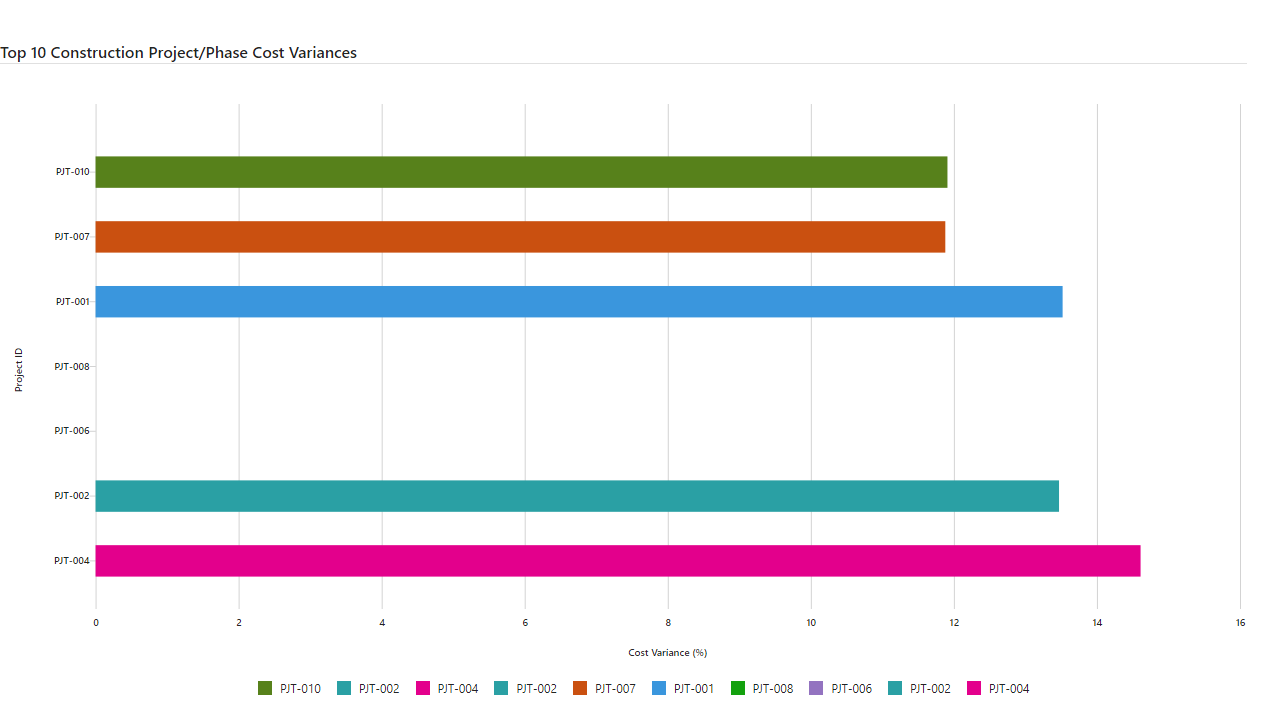 Top 10 Construction Project/Phase Cost Variances
PJT-010
PJT-007
PJT-001
PJT-008
PJT-006
PJT-002
PJT-004
Project ID
0 2 4 6 8 10 12 14 16
Cost Variance (%)
PJT-010 PJT-002 PJT-004 PJT-002 PJT-007 PJT-001 PJT-008 PJT-006 PJT-002 PJT-004